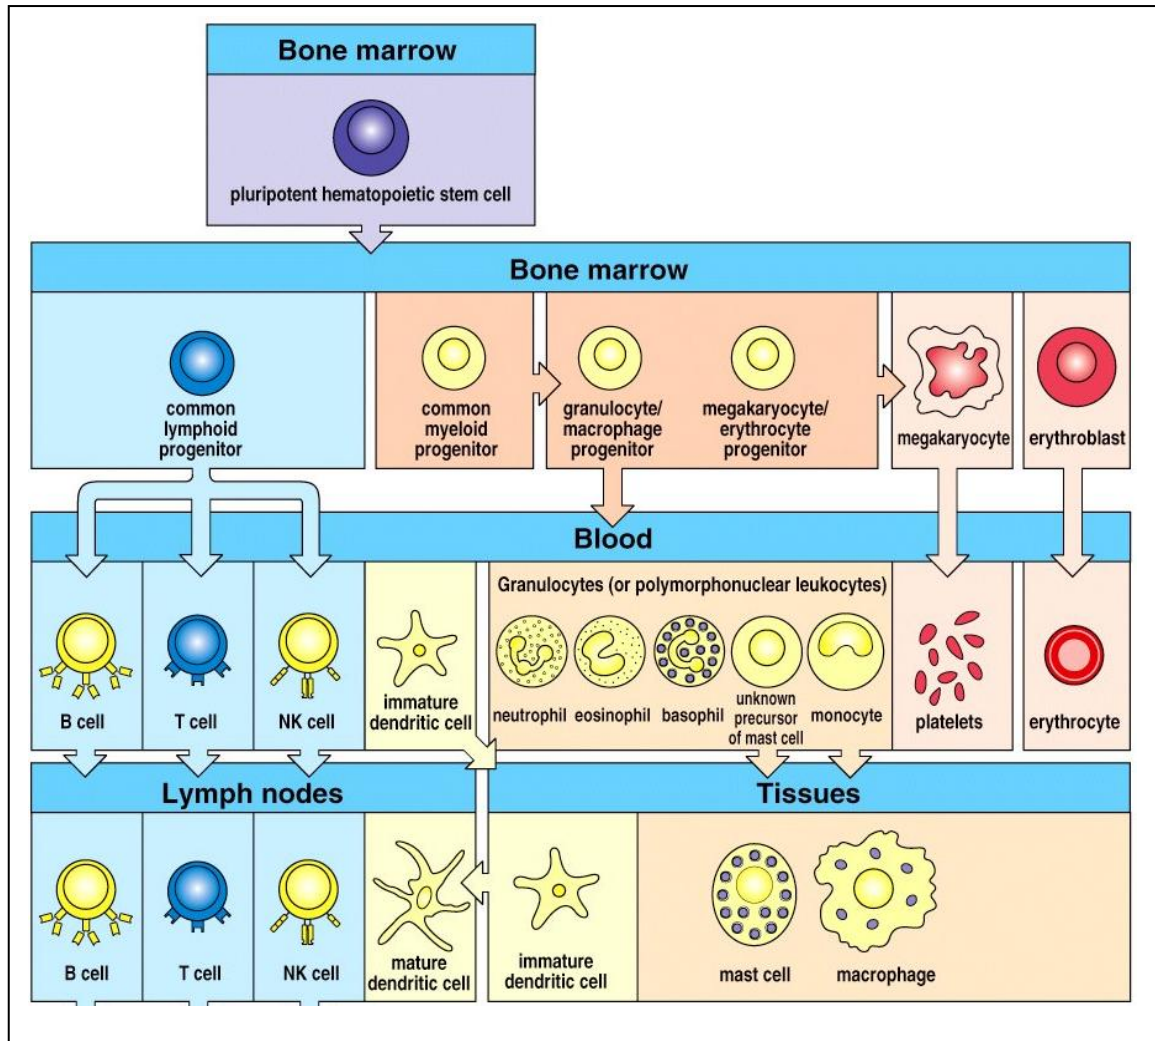 Bone marrow
pluripotent hematopoietic stem cell
Bone marrow
common
lymphoid
progenitor
common
myeloid
progenitor
granulocyte/
macrophage
progenitor
megakaryocyte/
erythrocyte
progenitor
megakaryocyte
erythroblast
Blood
Granulocytes (or polymorphonuclear leukocytes)
B cell
T cell
NK cell
immature
dendritic cell
neutrophil
eosinophil
basophil
unknown
precursor
of mast cell
monocyte
platelets
erythrocyte
Lymph nodes
Tissues
B cell
T cell
NK cell
mature
dendritic cell
immature
dendritic cell
mast cell
macrophage